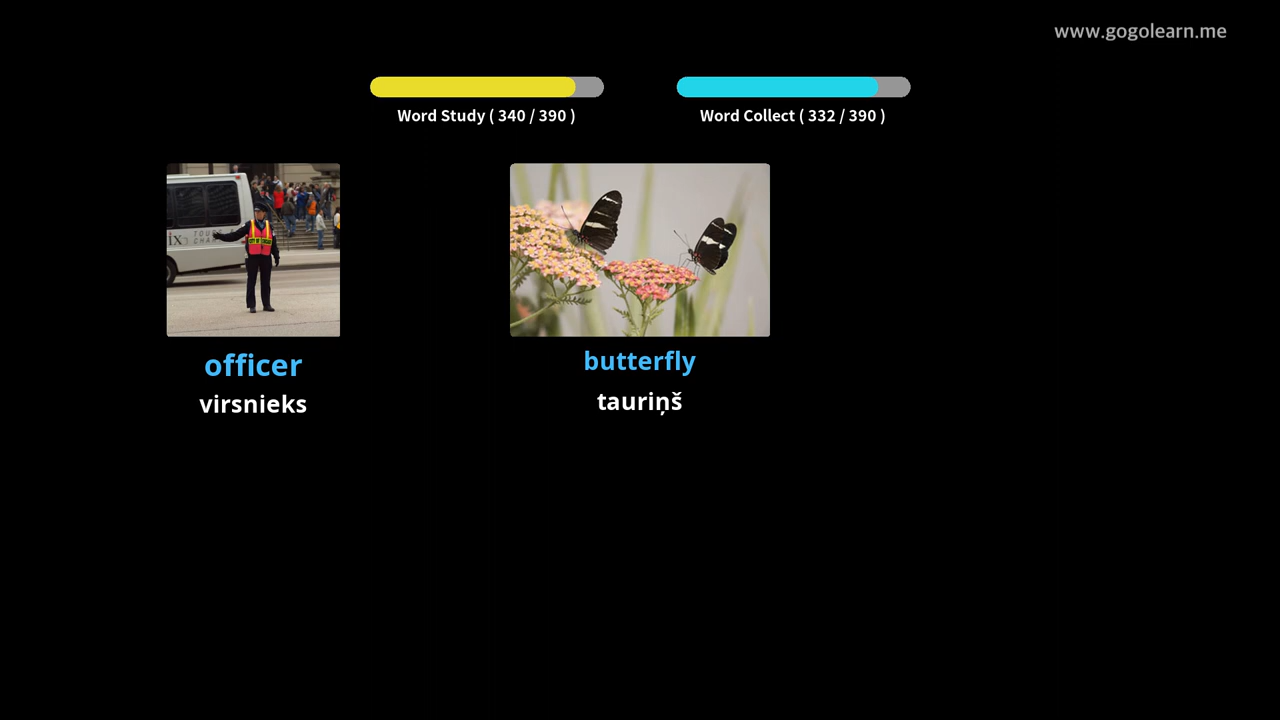 www.gogolearn.me
Word Study ( 340 / 390 )
Word Collect ( 332 / 390 )
officer
virsnieks
butterfly
tauriņš